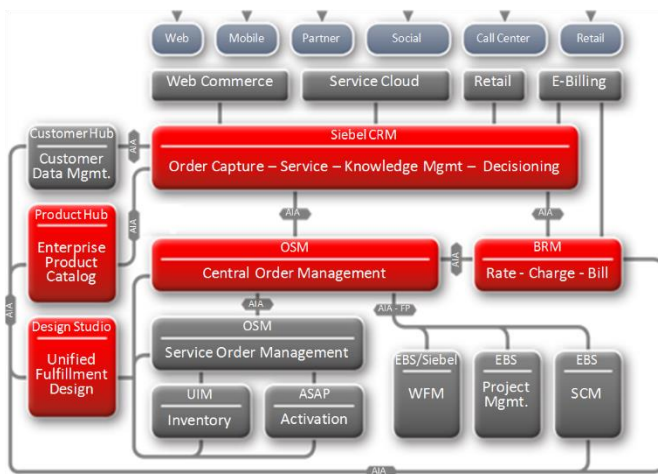 Web
Mobile
Partner
Social
Call Center
Retail
Web Commerce
Service Cloud
Retail
E-Billing
Customer Hub
Customer
Data Mgmt.
AIA
Siebel CRM
Order Capture – Service – Knowledge Mgmt – Decisioning
Product Hub
Enterprise
Product
Catalog
AIA
AIA
AIA
OSM
Central Order Management
AIA
BRM
Rate - Charge - Bill
AIA
AIA
AIA - FP
Design Studio
Unified
Fulfillment
Design
OSM
Service Order Management
EBS/Siebel
WFM
EBS
Project
Mgmt.
EBS
SCM
UIM
Inventory
ASAP
Activation
AIA